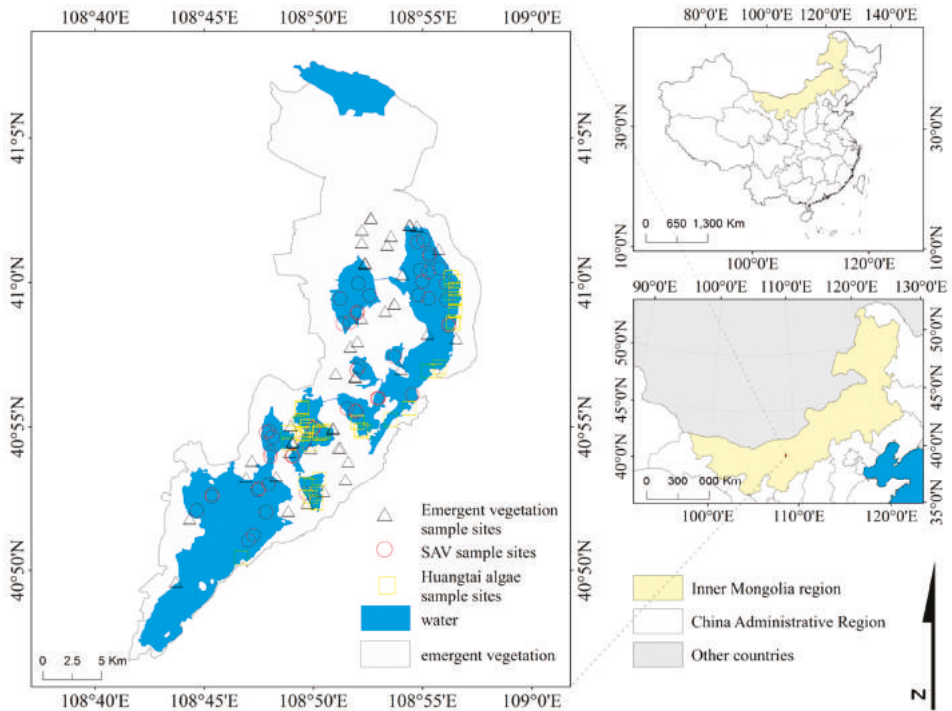 108°40'E 108°45'E 108°50'E 108°55'E 109°0'E
41°5'N
41°0'N
40°55'N
40°50'N
41°5'N
41°0'N
40°55'N
40°50'N
Emergent vegetation
sample sites
SAV sample sites
Huangtai algae
sample sites
water
emergent vegetation
0 2.5 5 Km
108°40'E 108°45'E 108°50'E 108°55'E 109°0'E
80°0'E 100°0'E 120°0'E 140°0'E
30°0'N
10°0'N
30°0'N
10°0'N
0 650 1,300 Km
100°0'E 120°0'E
90°0'E 100°0'E 110°0'E 120°0'E 130°0'E
50°0'N
45°0'N
40°0'N
50°0'N
45°0'N
40°0'N
35°0'N
0 300 600 Km
100°0'E 110°0'E 120°0'E
Inner Mongolia region
China Administrative Region
Other countries
N